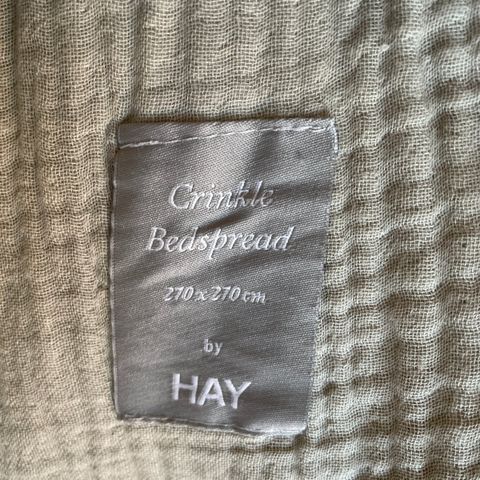 Crinkle
Bedspread
270 x 270 cm
by
HAY